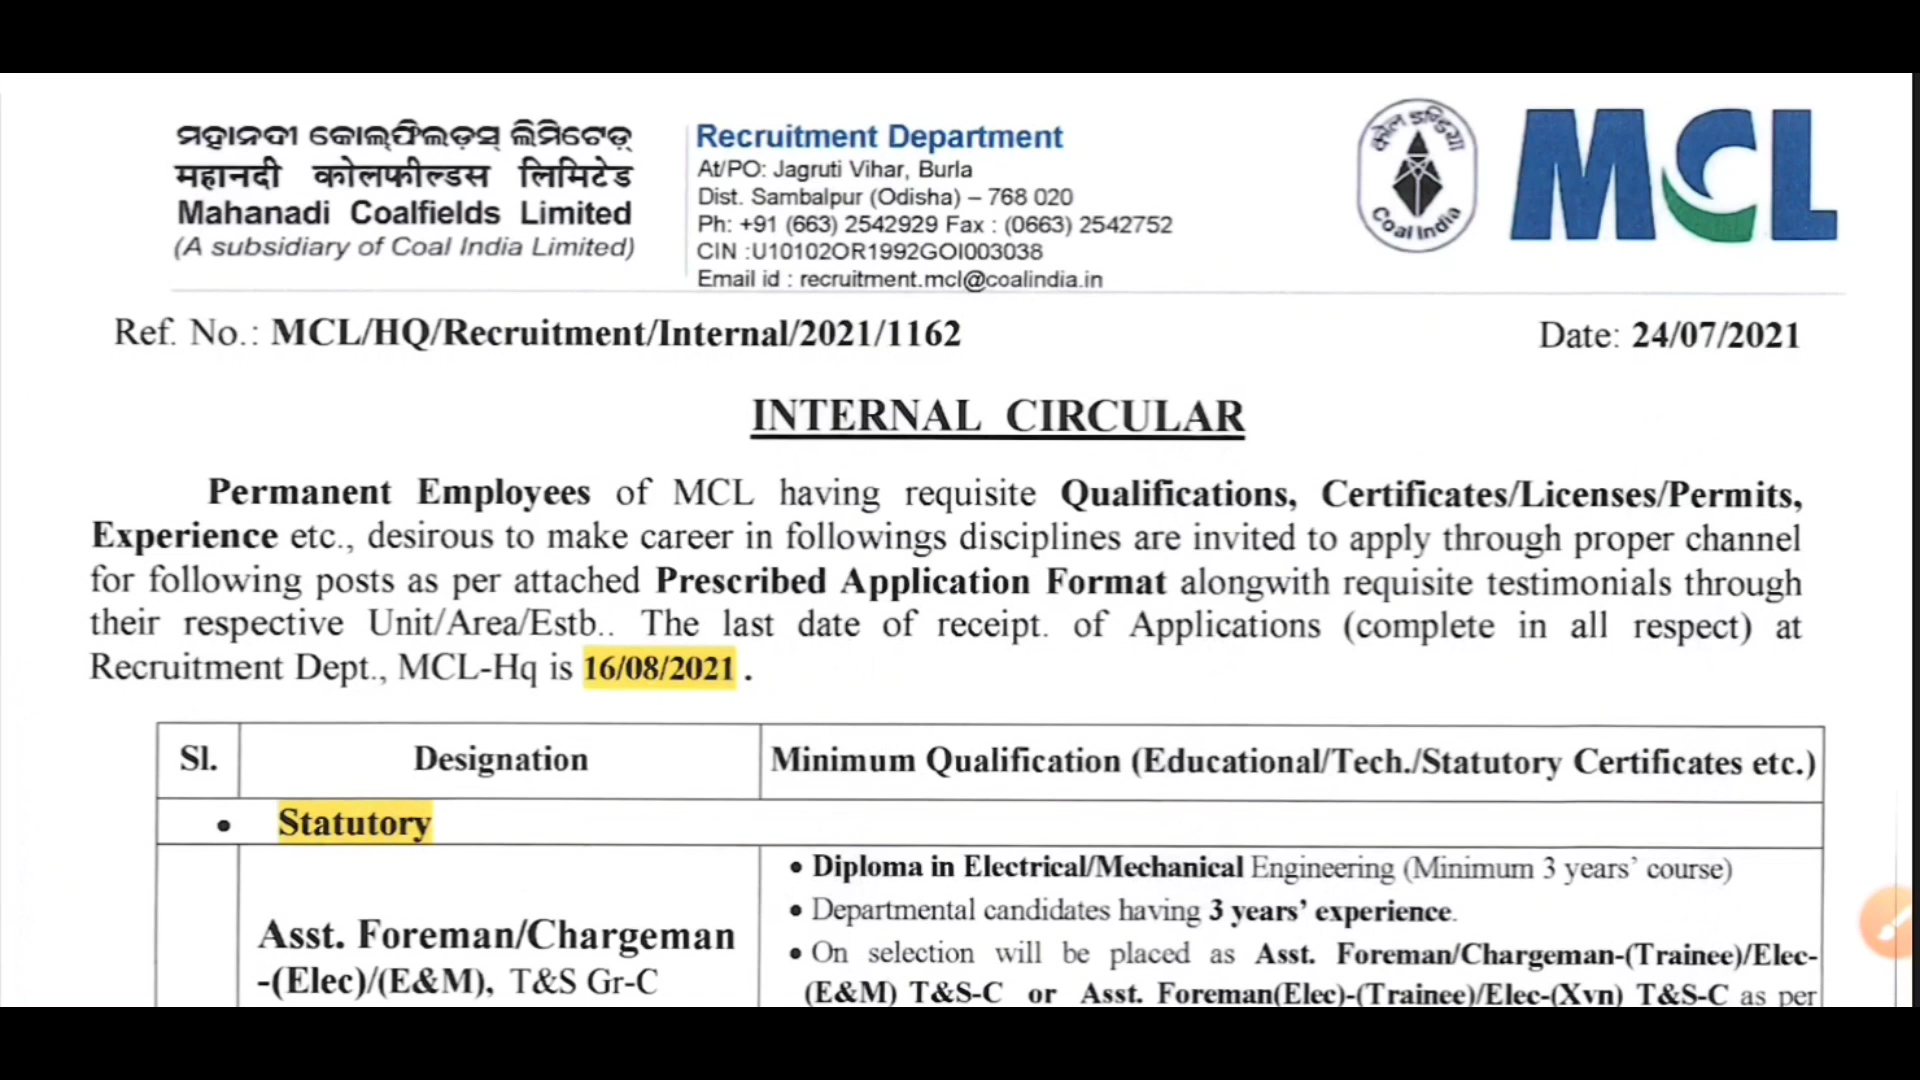 ମହାନଦୀ କୋଲ୍‌ଫିଲଡ଼ସ୍ ଲିମିଟେଡ଼୍
महानदी कोलफील्डस लिमिटेड
Mahanadi Coalfields Limited
(A subsidiary of Coal India Limited)
Recruitment Department
At/PO: Jagruti Vihar, Burla
Dist. Sambalpur (Odisha) – 768 020
Ph: +91 (663) 2542929 Fax : (0663) 2542752
CIN :U10102OR1992GOI003038
Email id : recruitment.mcl@coalindia.in
कोल इण्डिया
Coal India
MCL
Ref. No.: MCL/HQ/Recruitment/Internal/2021/1162 Date: 24/07/2021
INTERNAL CIRCULAR
Permanent Employees of MCL having requisite Qualifications, Certificates/Licenses/Permits,
Experience etc., desirous to make career in followings disciplines are invited to apply through proper channel
for following posts as per attached Prescribed Application Format alongwith requisite testimonials through
their respective Unit/Area/Estb.. The last date of receipt. of Applications (complete in all respect) at
Recruitment Dept., MCL-Hq is 16/08/2021 .
Sl. Designation Minimum Qualification (Educational/Tech./Statutory Certificates etc.)
• Statutory
Asst. Foreman/Chargeman
-(Elec)/(E&M), T&S Gr-C
• Diploma in Electrical/Mechanical Engineering (Minimum 3 years’ course)
• Departmental candidates having 3 years’ experience.
• On selection will be placed as Asst. Foreman/Chargeman-(Trainee)/Elec-
(E&M) T&S-C or Asst. Foreman(Elec)-(Trainee)/Elec-(Xvn) T&S-C as per